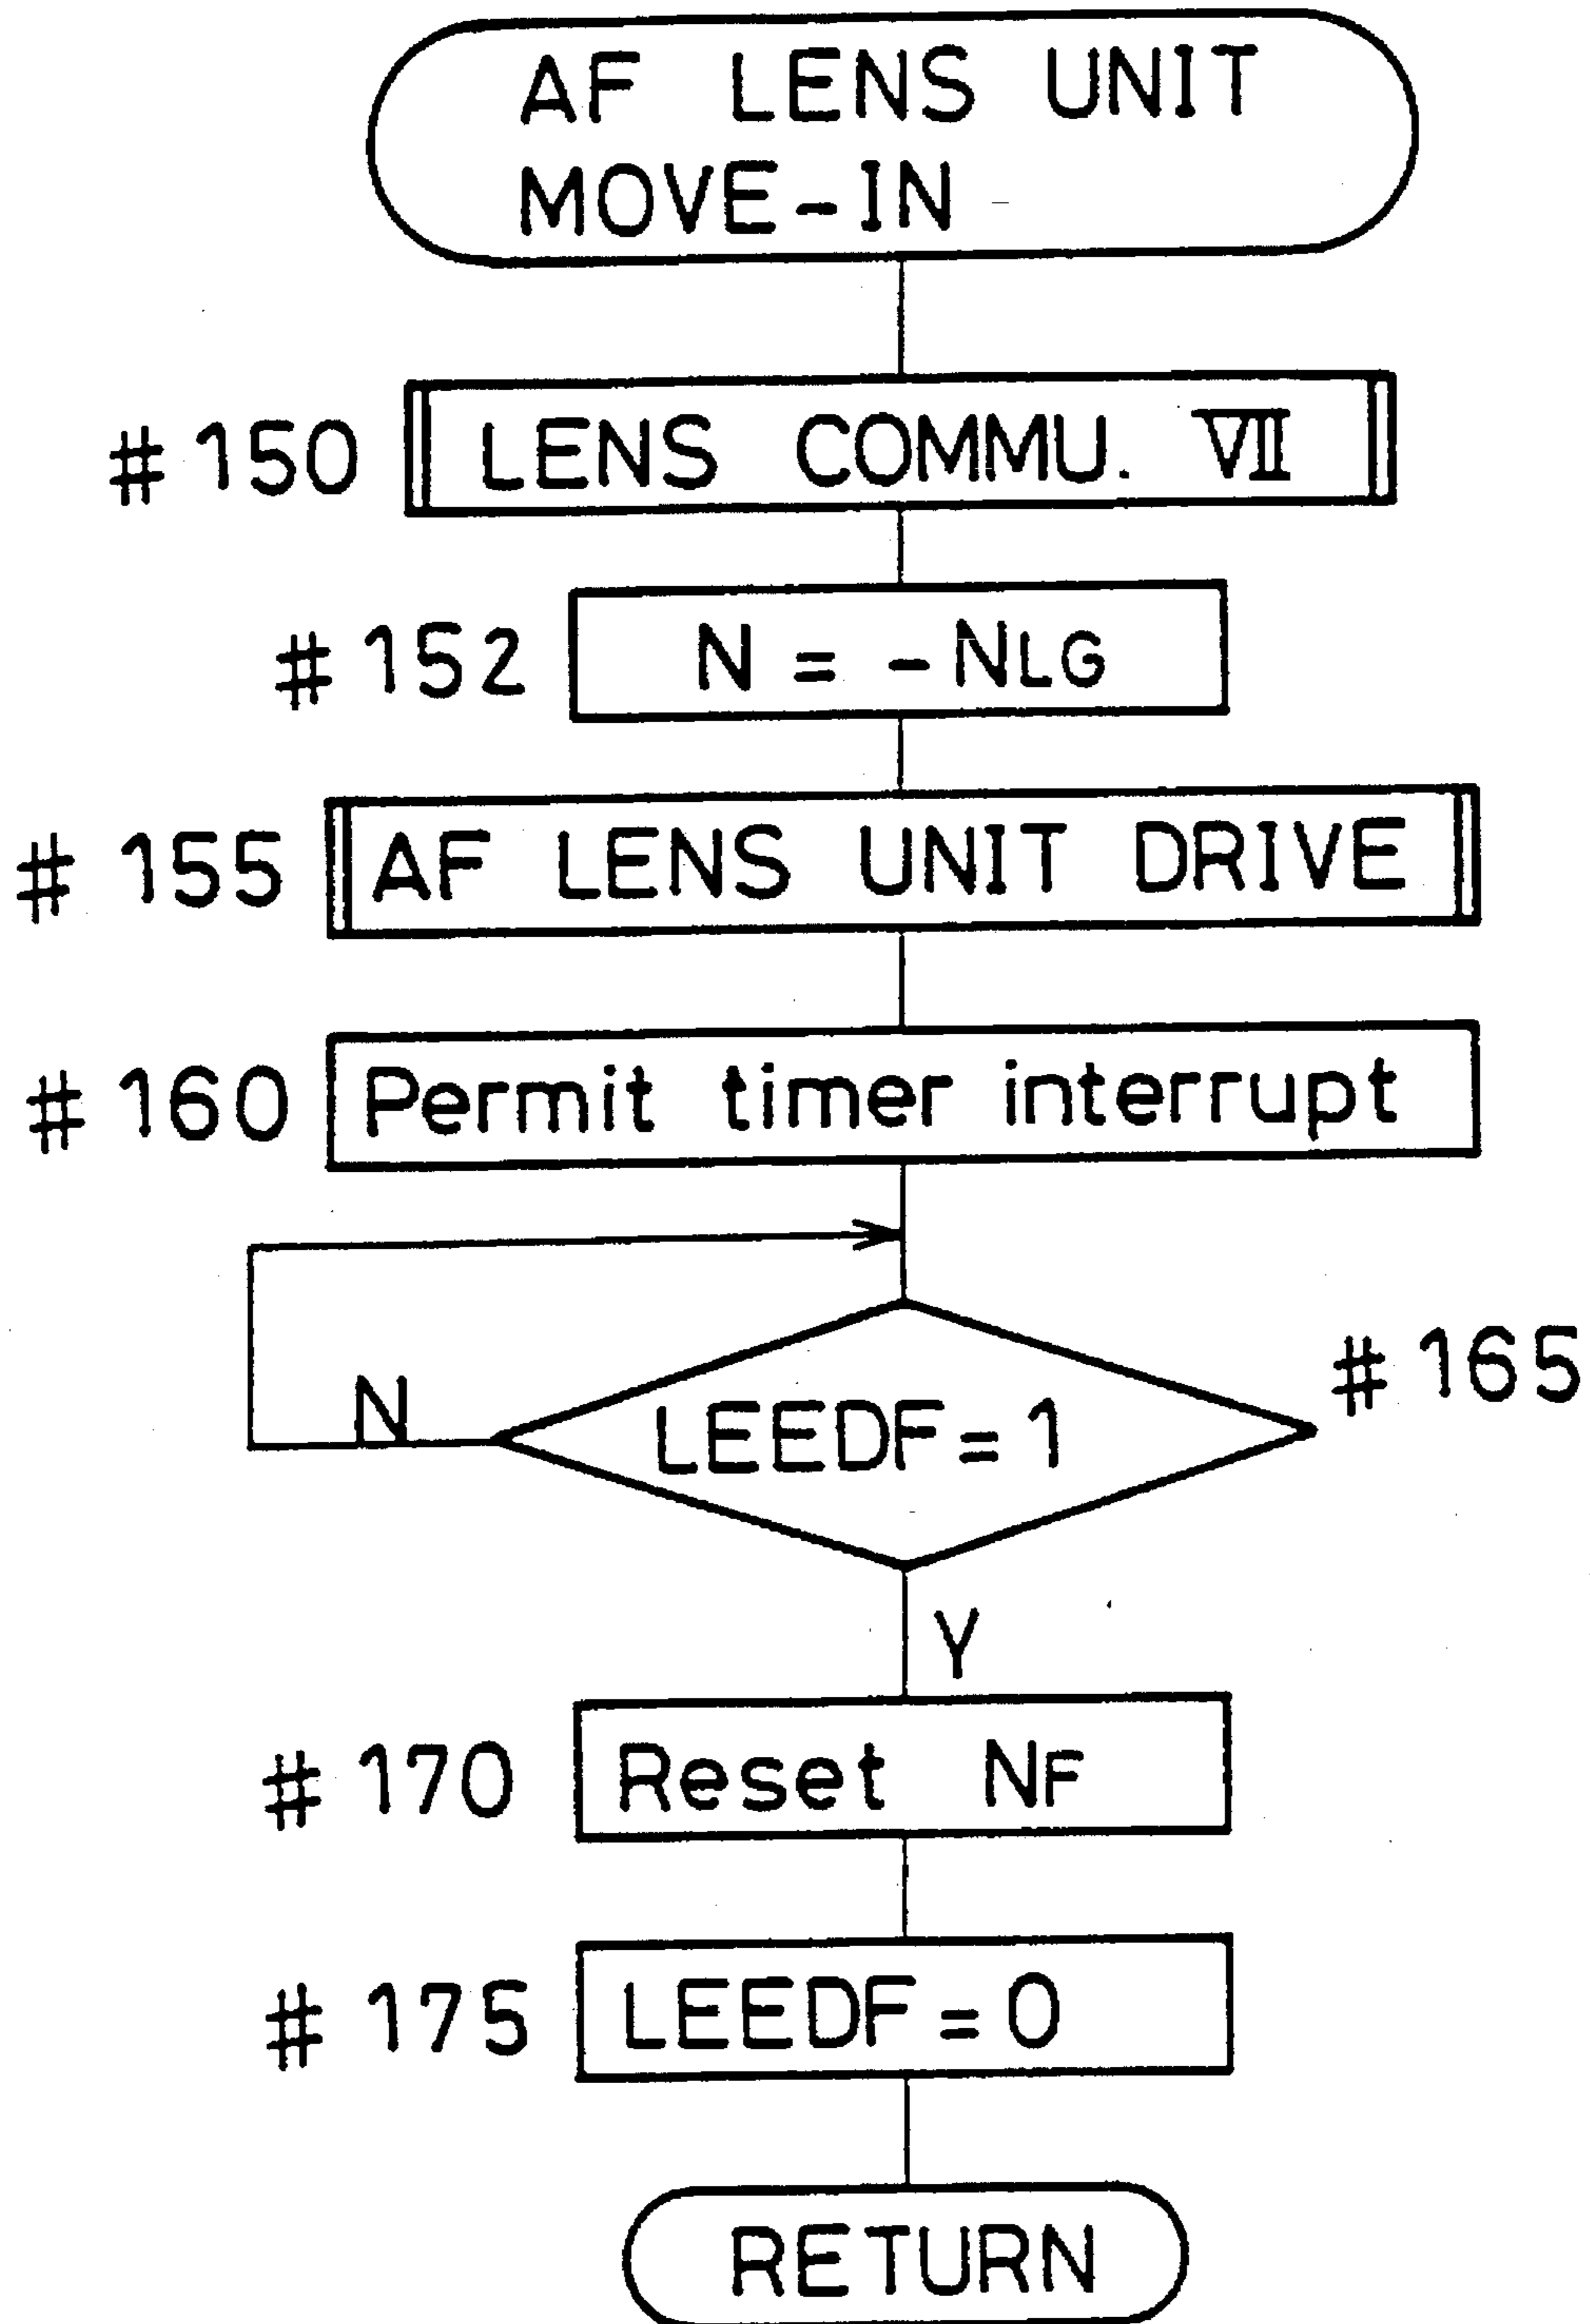 AF LENS UNIT
MOVE-IN
#150 LENS COMMU. VII
#152 N = -NLG
#155 AF LENS UNIT DRIVE
#160 Permit timer interrupt
#165
N LEEDF=1
Y
#170 Reset NF
#175 LEEDF=0
RETURN